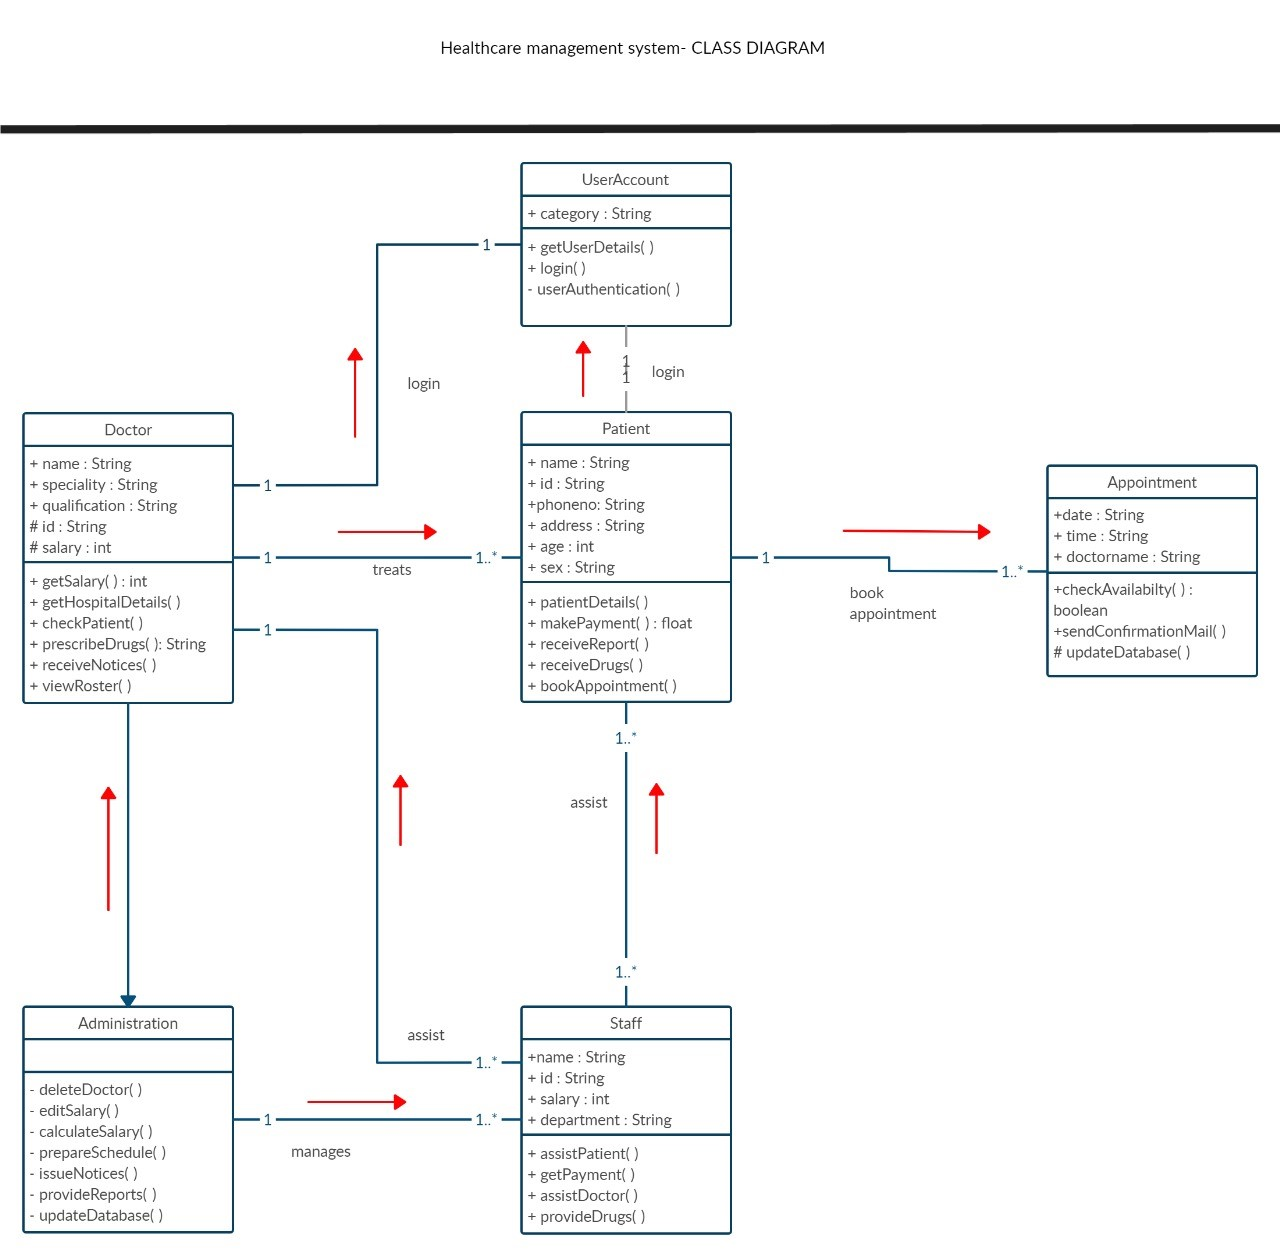 Healthcare management system- CLASS DIAGRAM
UserAccount
+ category : String
+ getUserDetails( )
+ login( )
- userAuthentication( )
1
1
1
login
login
Doctor
+ name : String
+ speciality : String
+ qualification : String
# id : String
# salary : int
+ getSalary( ) : int
+ getHospitalDetails( )
+ checkPatient( )
+ prescribeDrugs( ): String
+ receiveNotices( )
+ viewRoster( )
1
1
1..*
treats
1
Patient
+ name : String
+ id : String
+phoneno: String
+ address : String
+ age : int
+ sex : String
+ patientDetails( )
+ makePayment( ) : float
+ receiveReport( )
+ receiveDrugs( )
+ bookAppointment( )
1
1..*
book
appointment
Appointment
+date : String
+ time : String
+ doctorname : String
+checkAvailabilty( ) :
boolean
+sendConfirmationMail( )
# updateDatabase( )
1..*
assist
1..*
Administration
- deleteDoctor( )
- editSalary( )
- calculateSalary( )
- prepareSchedule( )
- issueNotices( )
- provideReports( )
- updateDatabase( )
assist
1..*
1
1..*
manages
Staff
+name : String
+ id : String
+ salary : int
+ department : String
+ assistPatient( )
+ getPayment( )
+ assistDoctor( )
+ provideDrugs( )